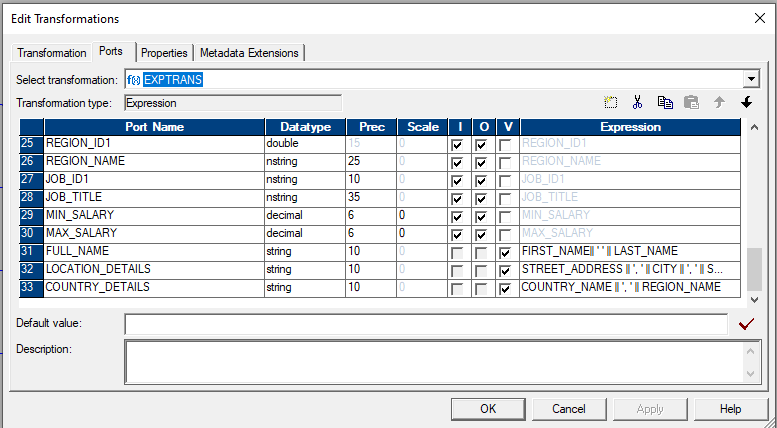 Edit Transformations
Transformation Ports Properties Metadata Extensions
Select transformation: f(x) EXPTRANS
Transformation type: Expression
Port Name Datatype Prec Scale I O V Expression
25 REGION_ID1 double 15 0 REGION_ID1
26 REGION_NAME nstring 25 0 REGION_NAME
27 JOB_ID1 nstring 10 0 JOB_ID1
28 JOB_TITLE nstring 35 0 JOB_TITLE
29 MIN_SALARY decimal 6 0 MIN_SALARY
30 MAX_SALARY decimal 6 0 MAX_SALARY
31 FULL_NAME string 10 0 FIRST_NAME|| ' ' || LAST_NAME
32 LOCATION_DETAILS string 10 0 STREET_ADDRESS || ', ' || CITY || ', ' || S...
33 COUNTRY_DETAILS string 10 0 COUNTRY_NAME || ', ' || REGION_NAME
Default value:
Description:
OK Cancel Apply Help